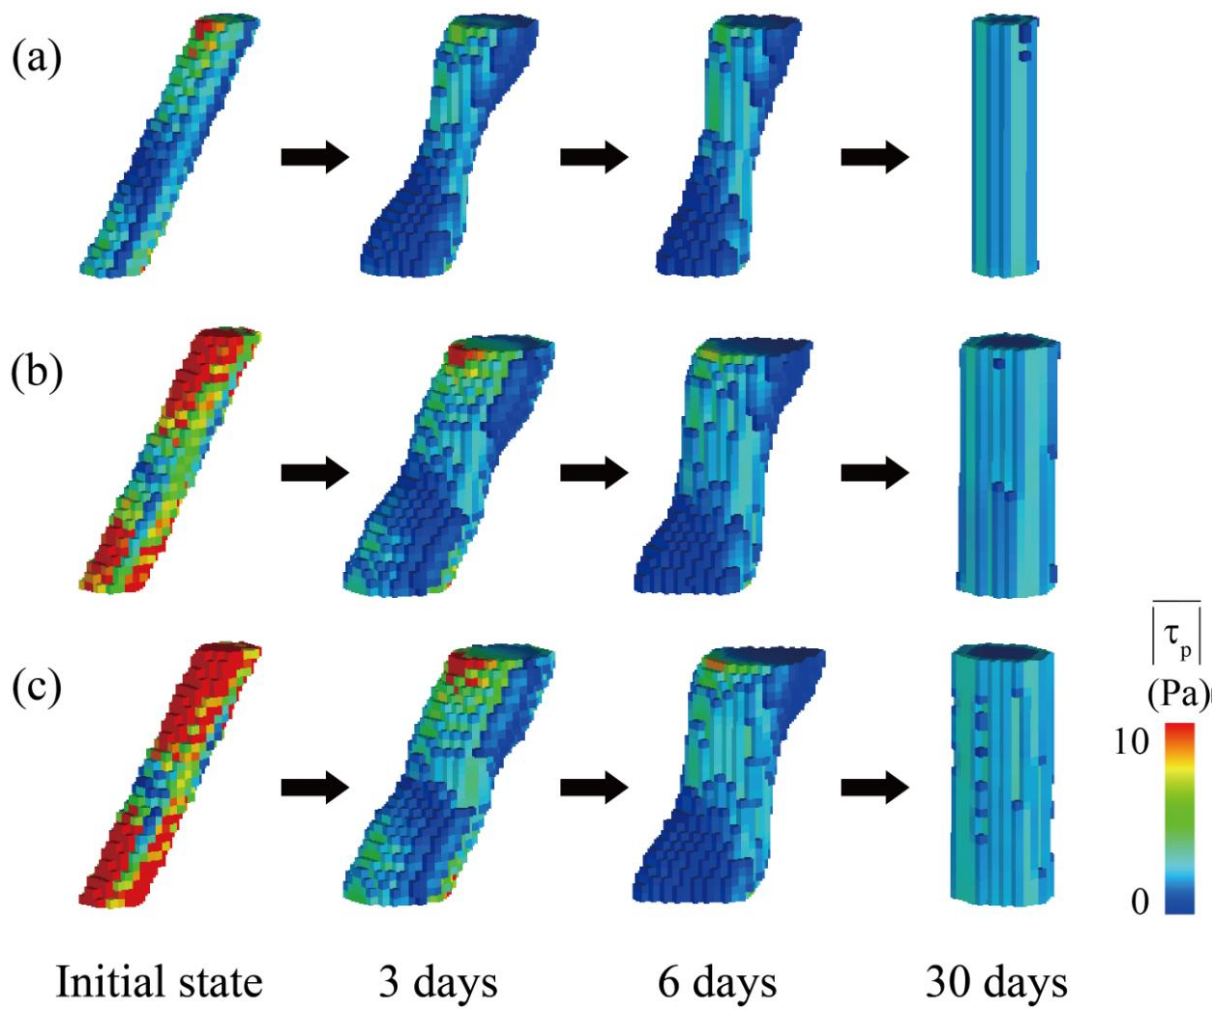 (a)
(b)
(c)
|τp|
(Pa)
10
0
Initial state 3 days 6 days 30 days